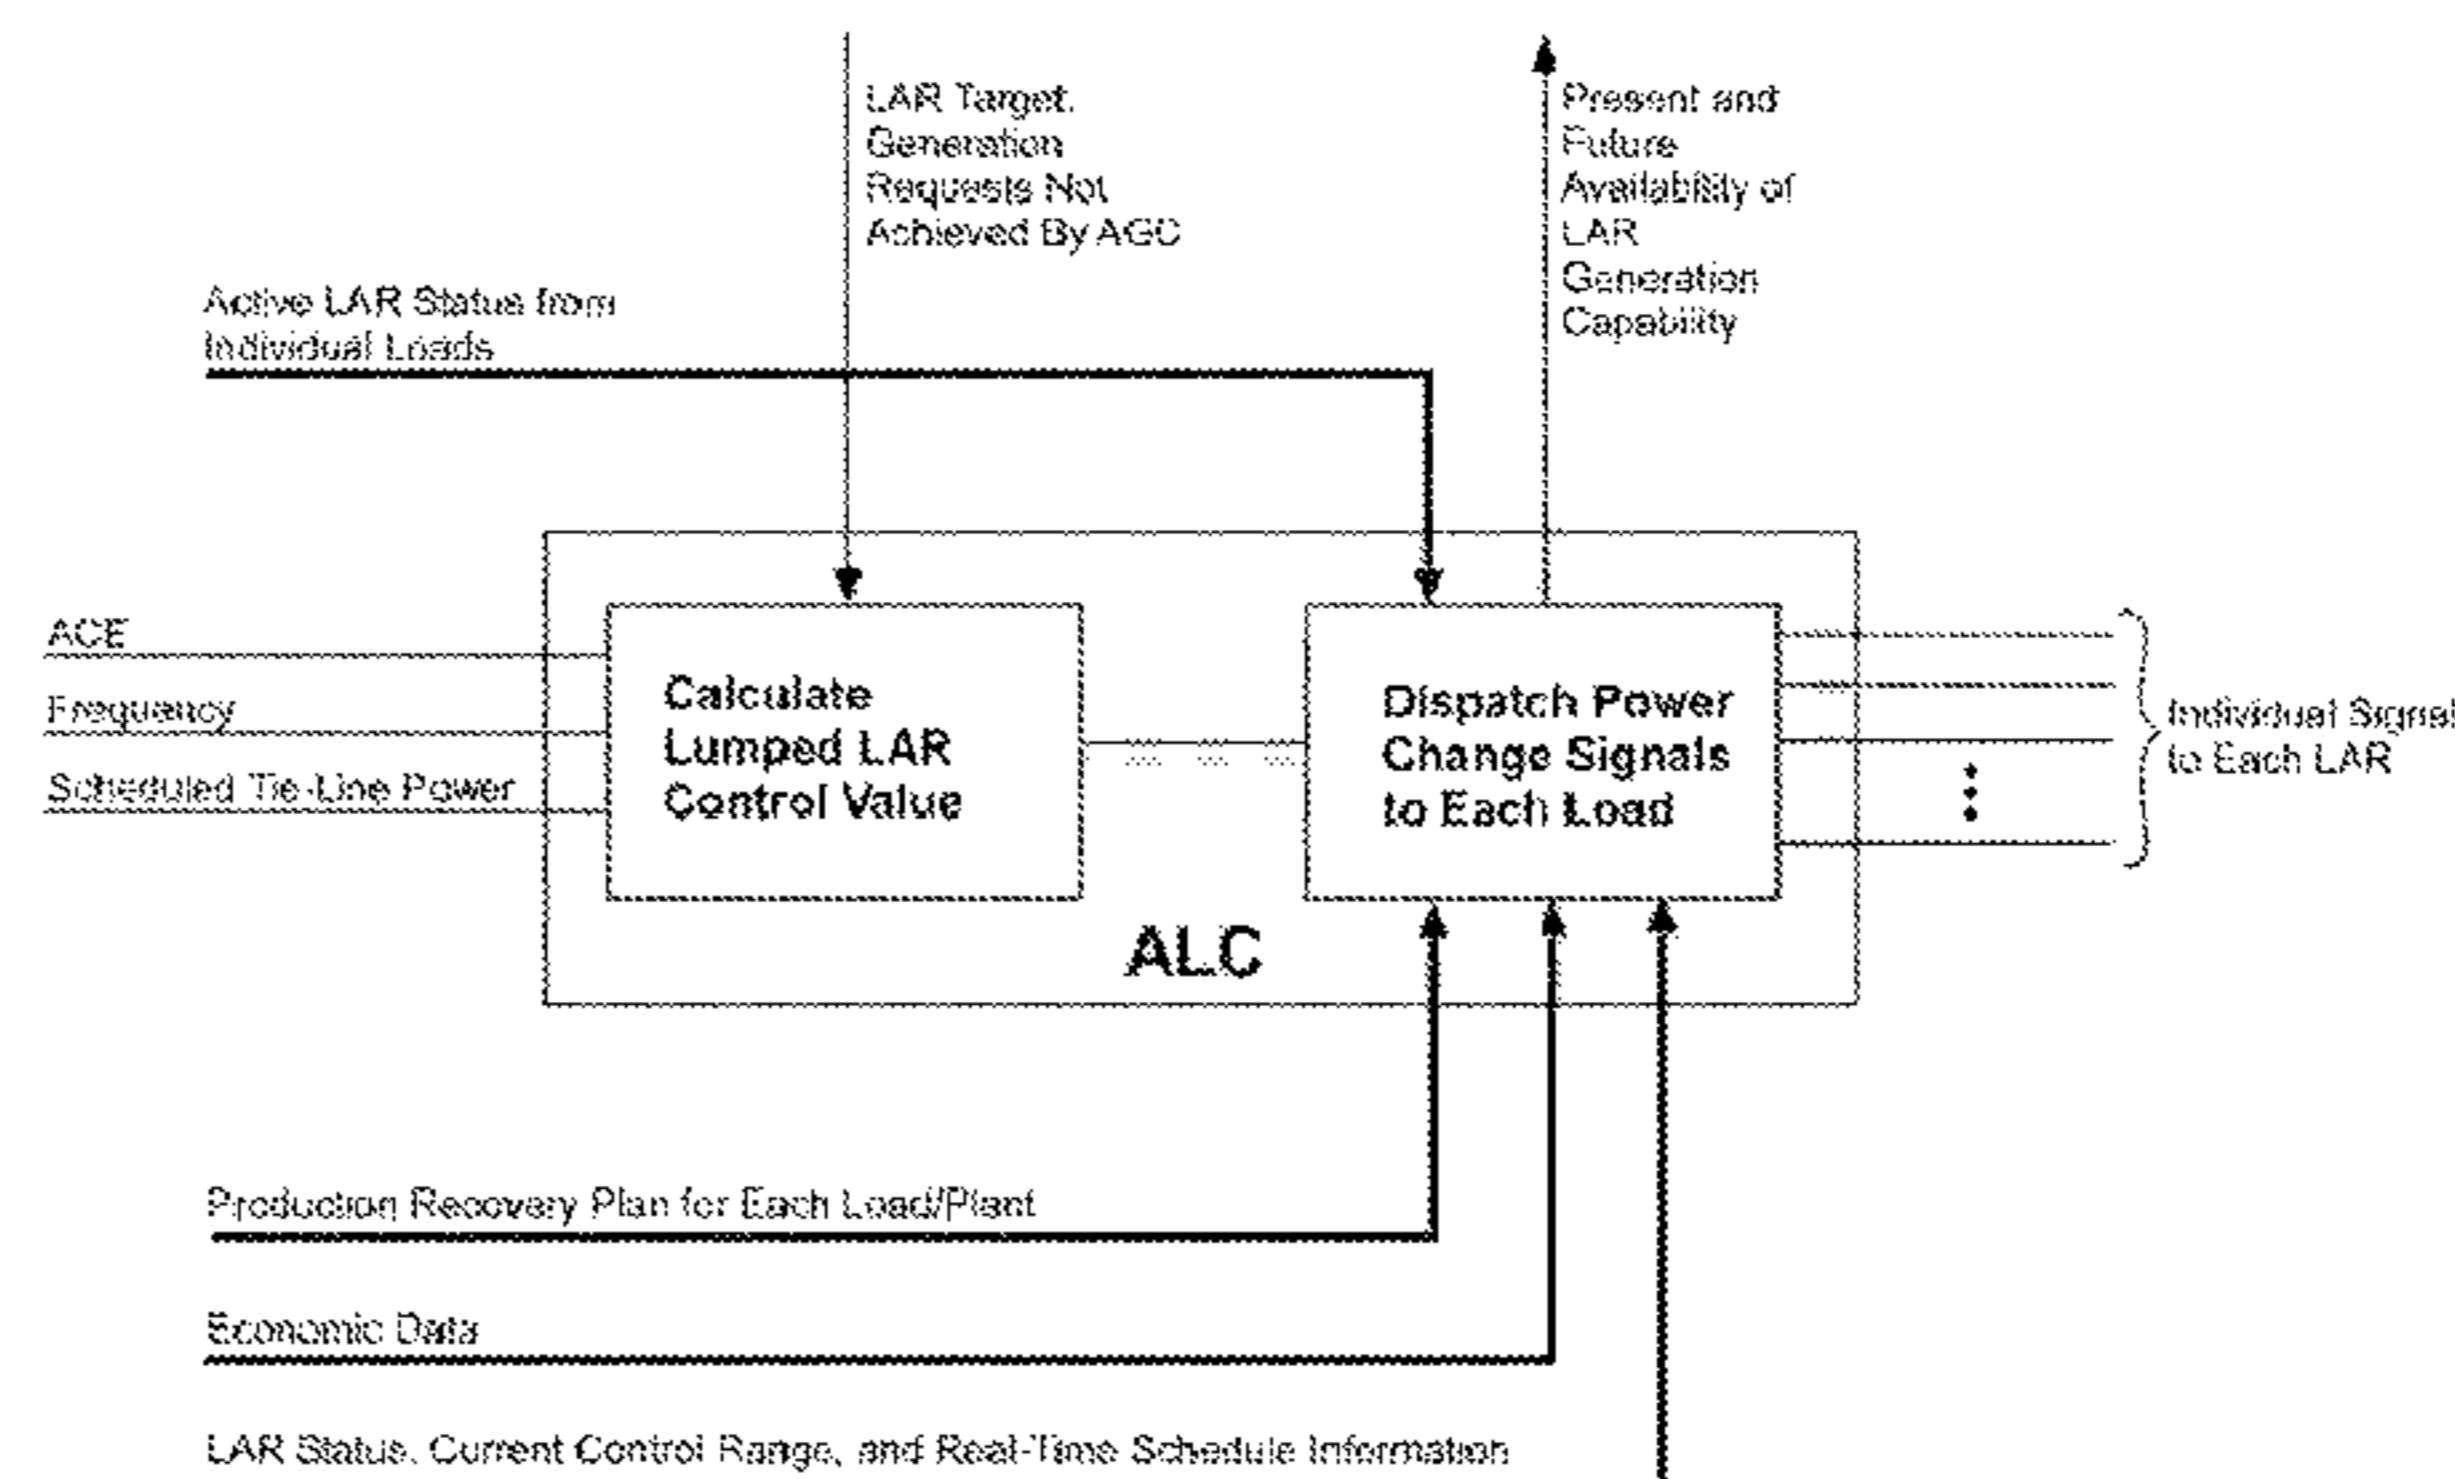 LAR Target:
Generation
Requests Not
Achieved By AGC
Present and
Future
Availability of
LAR
Generation
Capability
Active LAR Status from
Individual Loads
ACE
Frequency
Scheduled Tie-Line Power
Calculate
Lumped LAR
Control Value
Dispatch Power
Change Signals
to Each Load
Individual Signal
to Each LAR
ALC
Production Recovery Plan for Each Load/Plant
Economic Data
LAR Status, Current Control Range, and Real-Time Schedule Information